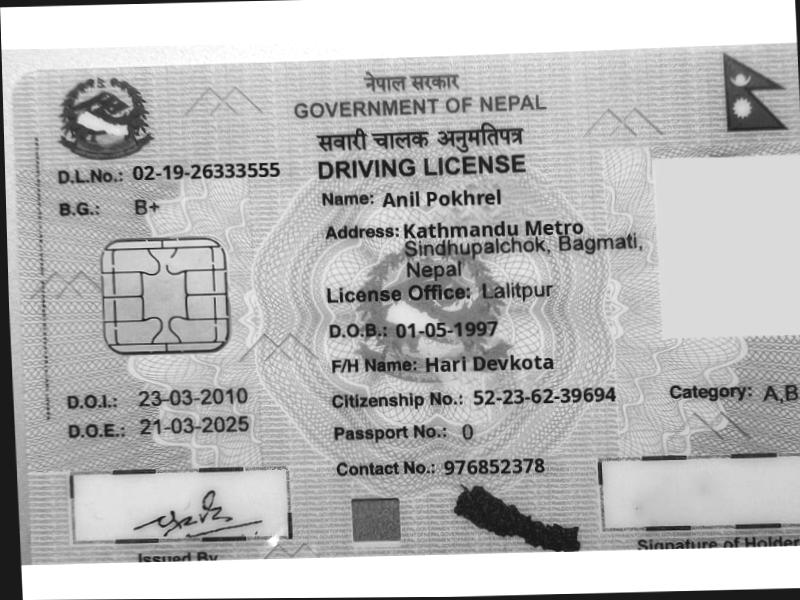 नेपाल सरकार
GOVERNMENT OF NEPAL
सवारी चालक अनुमतिपत्र
DRIVING LICENSE
D.L.No.: 02-19-26333555
B.G.: B+
Name: Anil Pokhrel
Address: Kathmandu Metro
Sindhupalchok, Bagmati,
Nepal
License Office: Lalitpur
D.O.B.: 01-05-1997
F/H Name: Hari Devkota
D.O.I.: 23-03-2010
Citizenship No.: 52-23-62-39694
Category: A,B
D.O.E.: 21-03-2025
Passport No.: 0
Contact No.: 976852378
Issued By
Signature of Holder